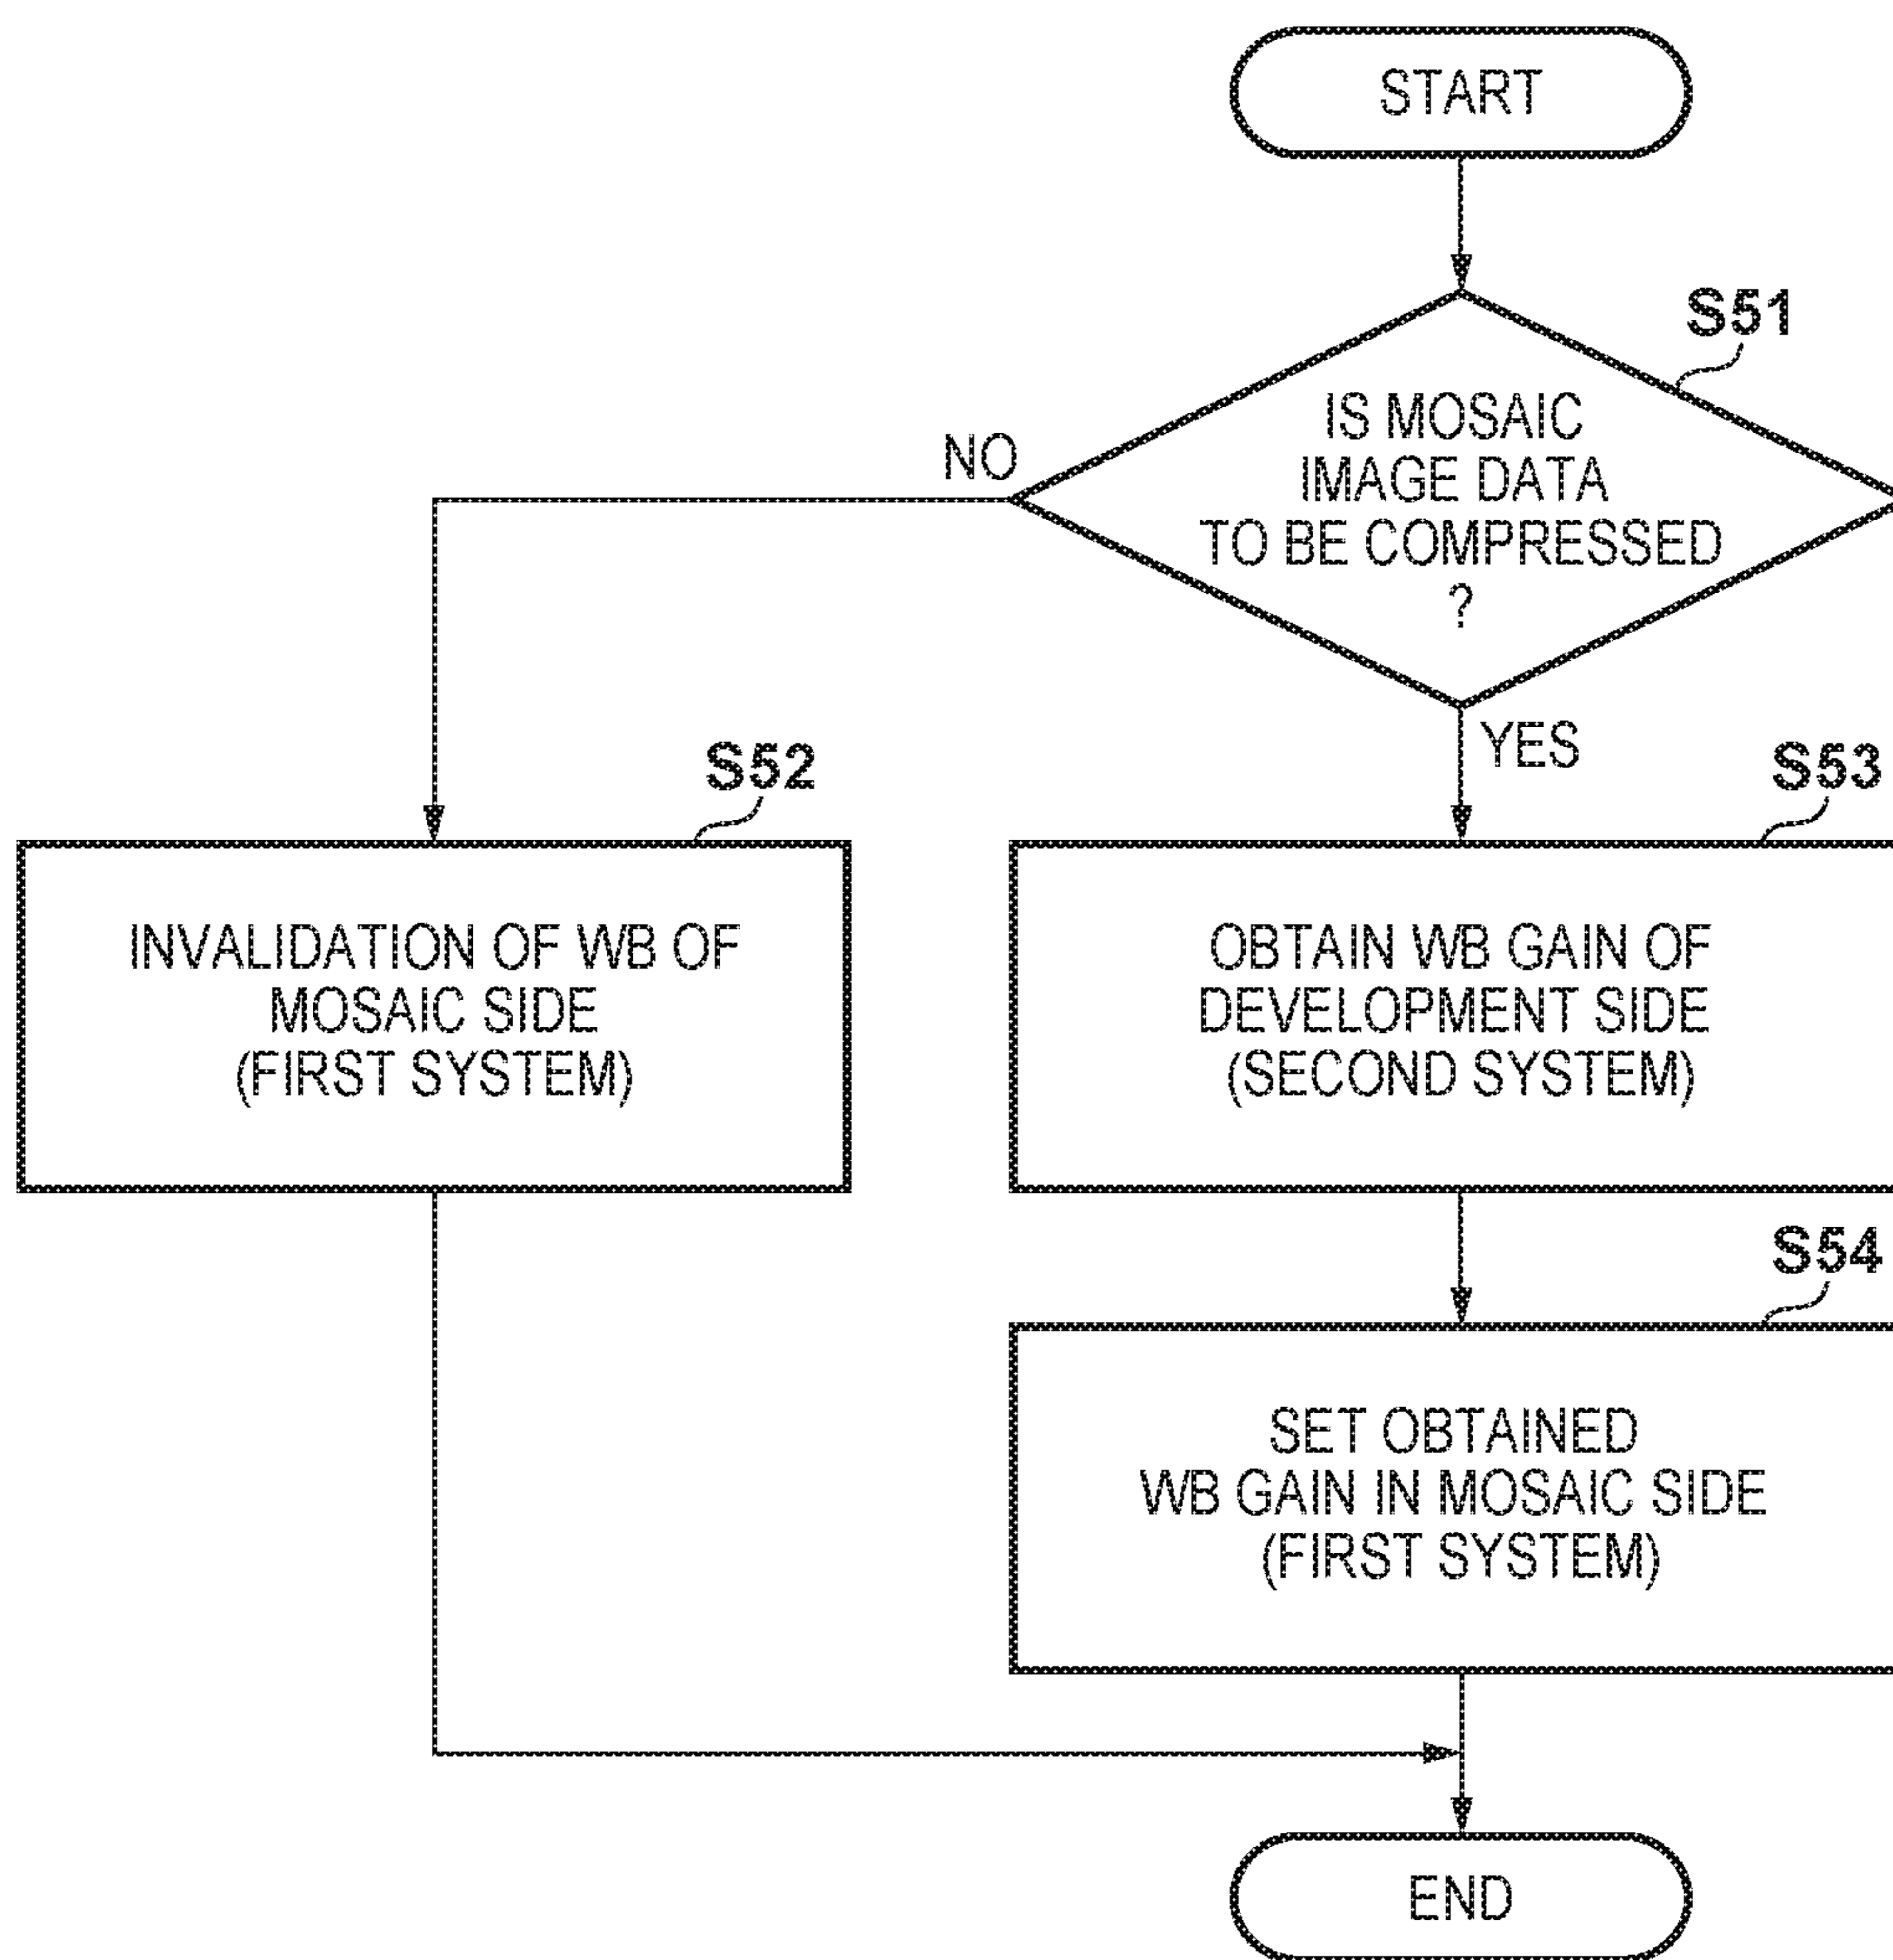 START
S51
IS MOSAIC
IMAGE DATA
TO BE COMPRESSED
?
NO
YES
S52
INVALIDATION OF WB OF
MOSAIC SIDE
(FIRST SYSTEM)
S53
OBTAIN WB GAIN OF
DEVELOPMENT SIDE
(SECOND SYSTEM)
S54
SET OBTAINED
WB GAIN IN MOSAIC SIDE
(FIRST SYSTEM)
END